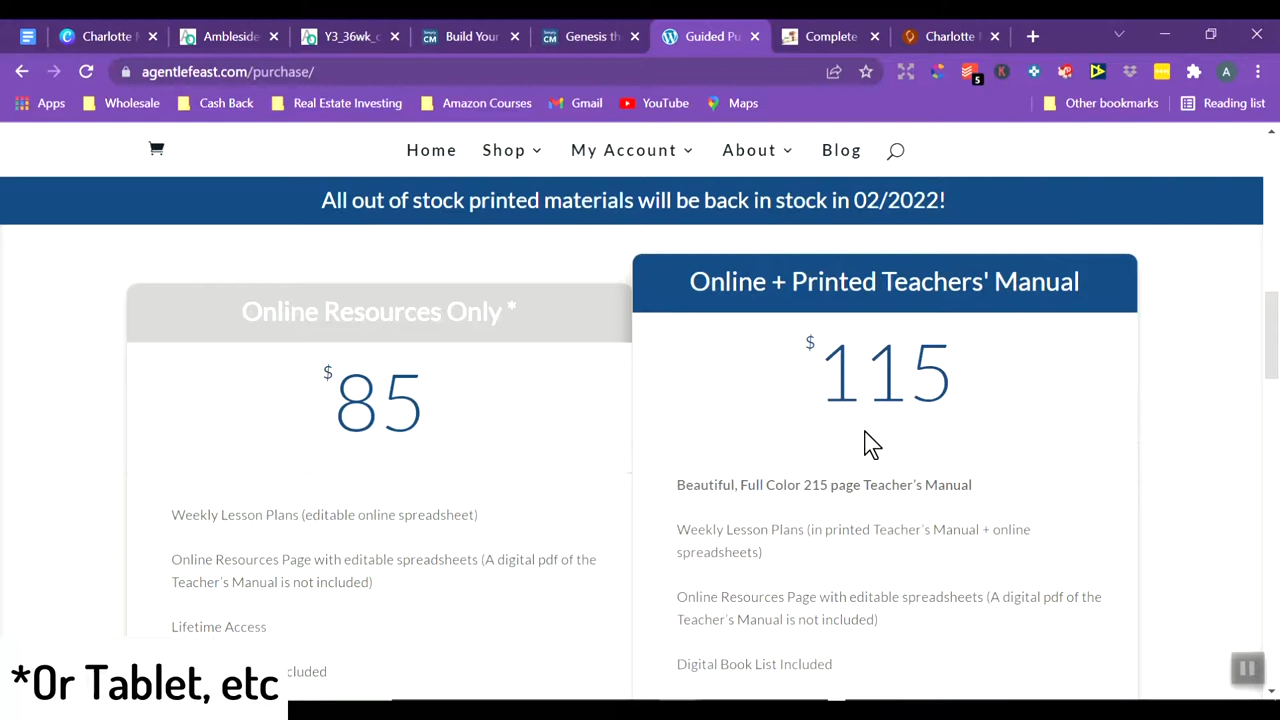 Charlotte
Ambleside
Y3_36wk_c
Build Your
Genesis th
Guided Pu
Complete
Charlotte M
agentlefeast.com/purchase/
5
A
Apps
Wholesale
Cash Back
Real Estate Investing
Amazon Courses
Gmail
YouTube
Maps
Other bookmarks
Reading list
Home
Shop
My Account
About
Blog
All out of stock printed materials will be back in stock in 02/2022!
Online Resources Only *
$85
Weekly Lesson Plans (editable online spreadsheet)
Online Resources Page with editable spreadsheets (A digital pdf of the
Teacher's Manual is not included)
Lifetime Access
cluded
Online + Printed Teachers' Manual
$115
Beautiful, Full Color 215 page Teacher's Manual
Weekly Lesson Plans (in printed Teacher's Manual + online
spreadsheets)
Online Resources Page with editable spreadsheets (A digital pdf of the
Teacher's Manual is not included)
Digital Book List Included
*Or Tablet, etc